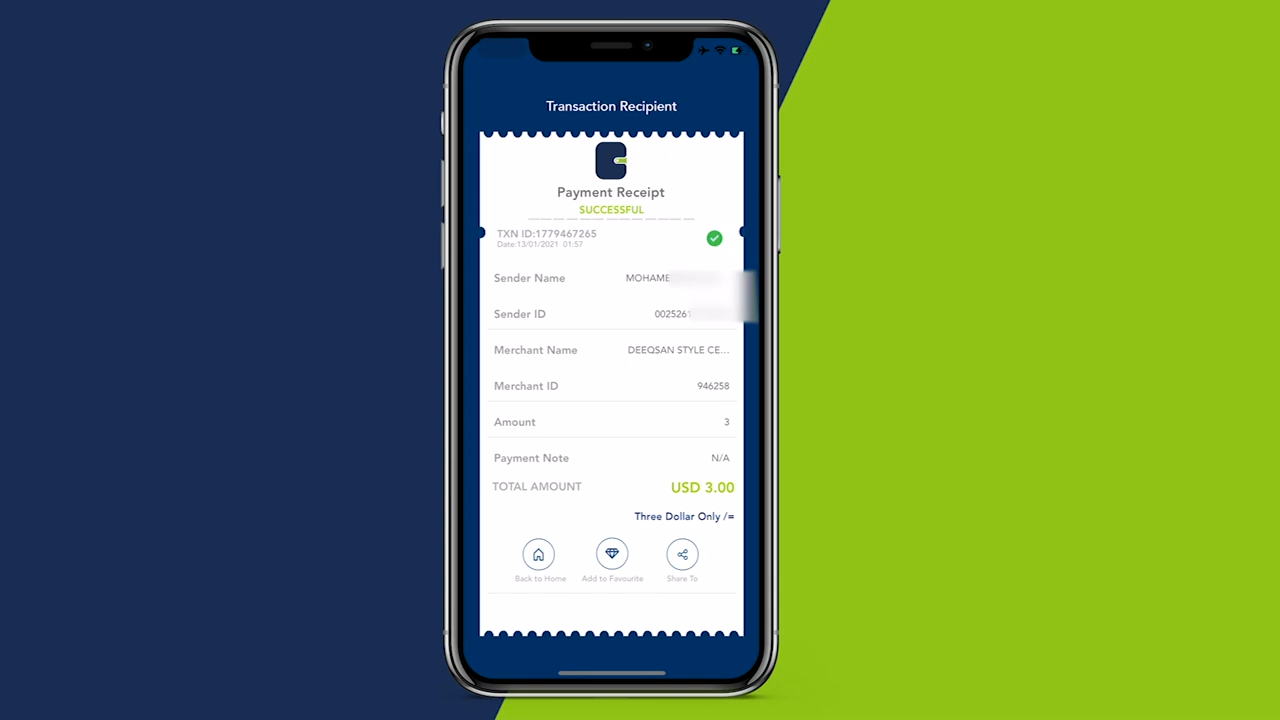 Transaction Recipient
Payment Receipt
SUCCESSFUL
TXN ID:1779467265
Date:13/01/2021 01:57
Sender Name MOHAME
Sender ID 0025261
Merchant Name DEEQSAN STYLE CE...
Merchant ID 946258
Amount 3
Payment Note N/A
TOTAL AMOUNT USD 3.00
Three Dollar Only /=
Back to Home Add to Favourite Share To